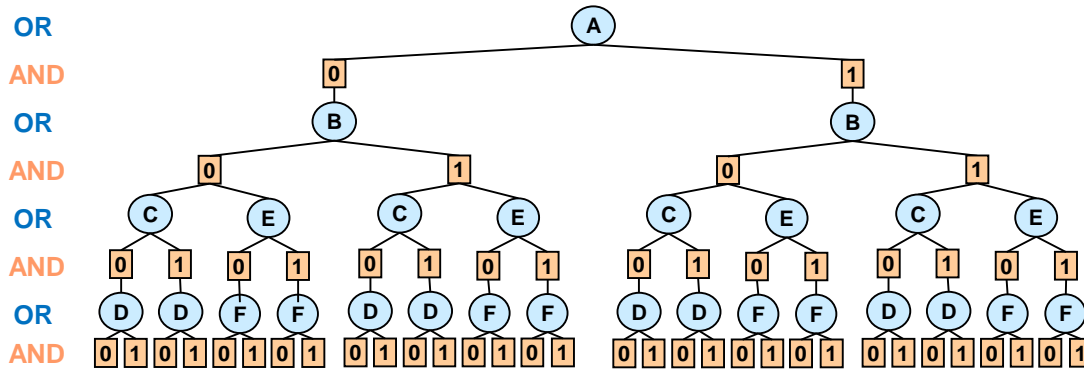 OR A
AND 0 1
OR B B
AND 0 1 0 1
OR C E C E C E C E
AND 0 1 0 1 0 1 0 1 0 1 0 1 0 1 0 1
OR D D F F D D F F D D F F D D F F
AND 0 1 0 1 0 1 0 1 0 1 0 1 0 1 0 1 0 1 0 1 0 1 0 1 0 1 0 1 0 1 0 1